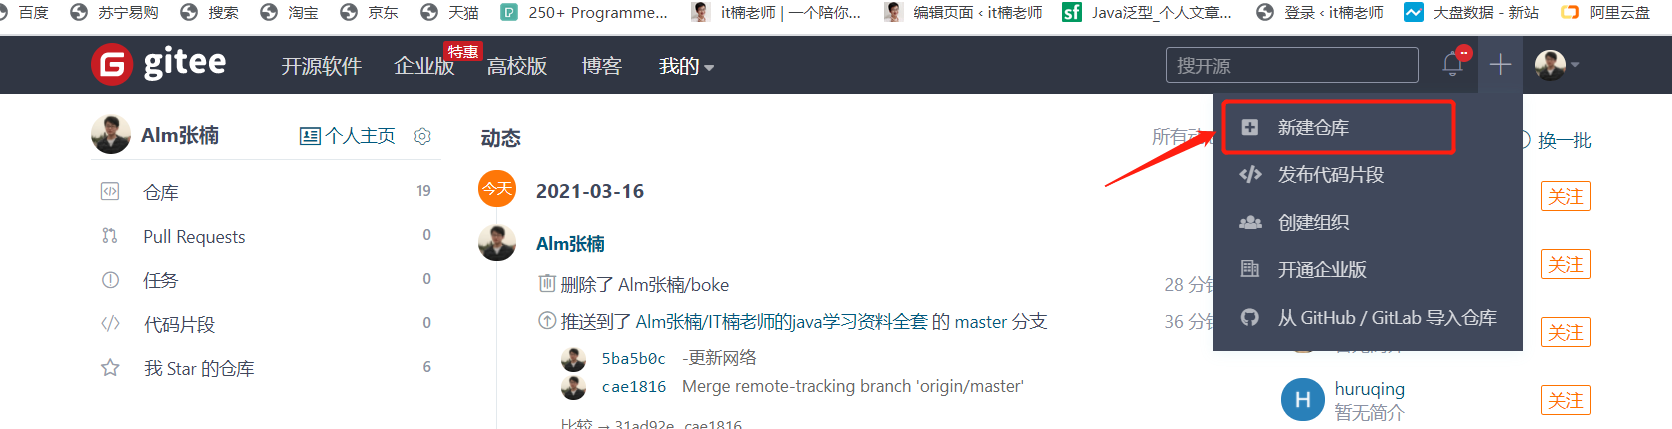 百度 苏宁易购 搜索 淘宝 京东 天猫 250+ Programme... it楠老师 | 一个陪你... 编辑页面 ‹ it楠老师 Java泛型_个人文章... 登录 ‹ it楠老师 大盘数据 - 新站 阿里云盘
gitee 开源软件 企业版 特惠 高校版 博客 我的 搜开源
Alm张楠 个人主页 动态 所有动 新建仓库 换一批
仓库 19 今天 2021-03-16 发布代码片段 关注
Pull Requests 0 Alm张楠 创建组织
任务 0 删除了 Alm张楠/boke 28 分 开通企业版 关注
代码片段 0 推送到了 Alm张楠/IT楠老师的java学习资料全套 的 master 分支 36 分 从 GitHub / GitLab 导入仓库 关注
5ba5b0c -更新网络
我 Star 的仓库 6 cae1816 Merge remote-tracking branch 'origin/master' H huruqing 关注
暂无简介
比较 → 31ad92e...cae1816